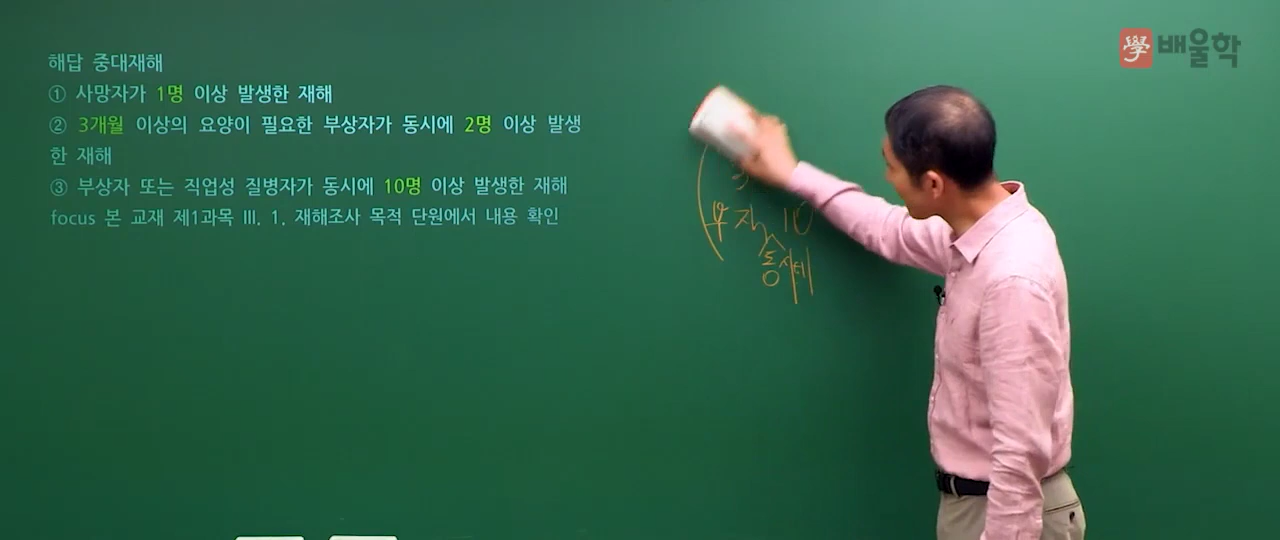 學 배울학
해답 중대재해
① 사망자가 1명 이상 발생한 재해
② 3개월 이상의 요양이 필요한 부상자가 동시에 2명 이상 발생
한 재해
③ 부상자 또는 직업성 질병자가 동시에 10명 이상 발생한 재해
focus 본 교재 제1과목 Ⅲ. 1. 재해조사 목적 단원에서 내용 확인
10
동시에